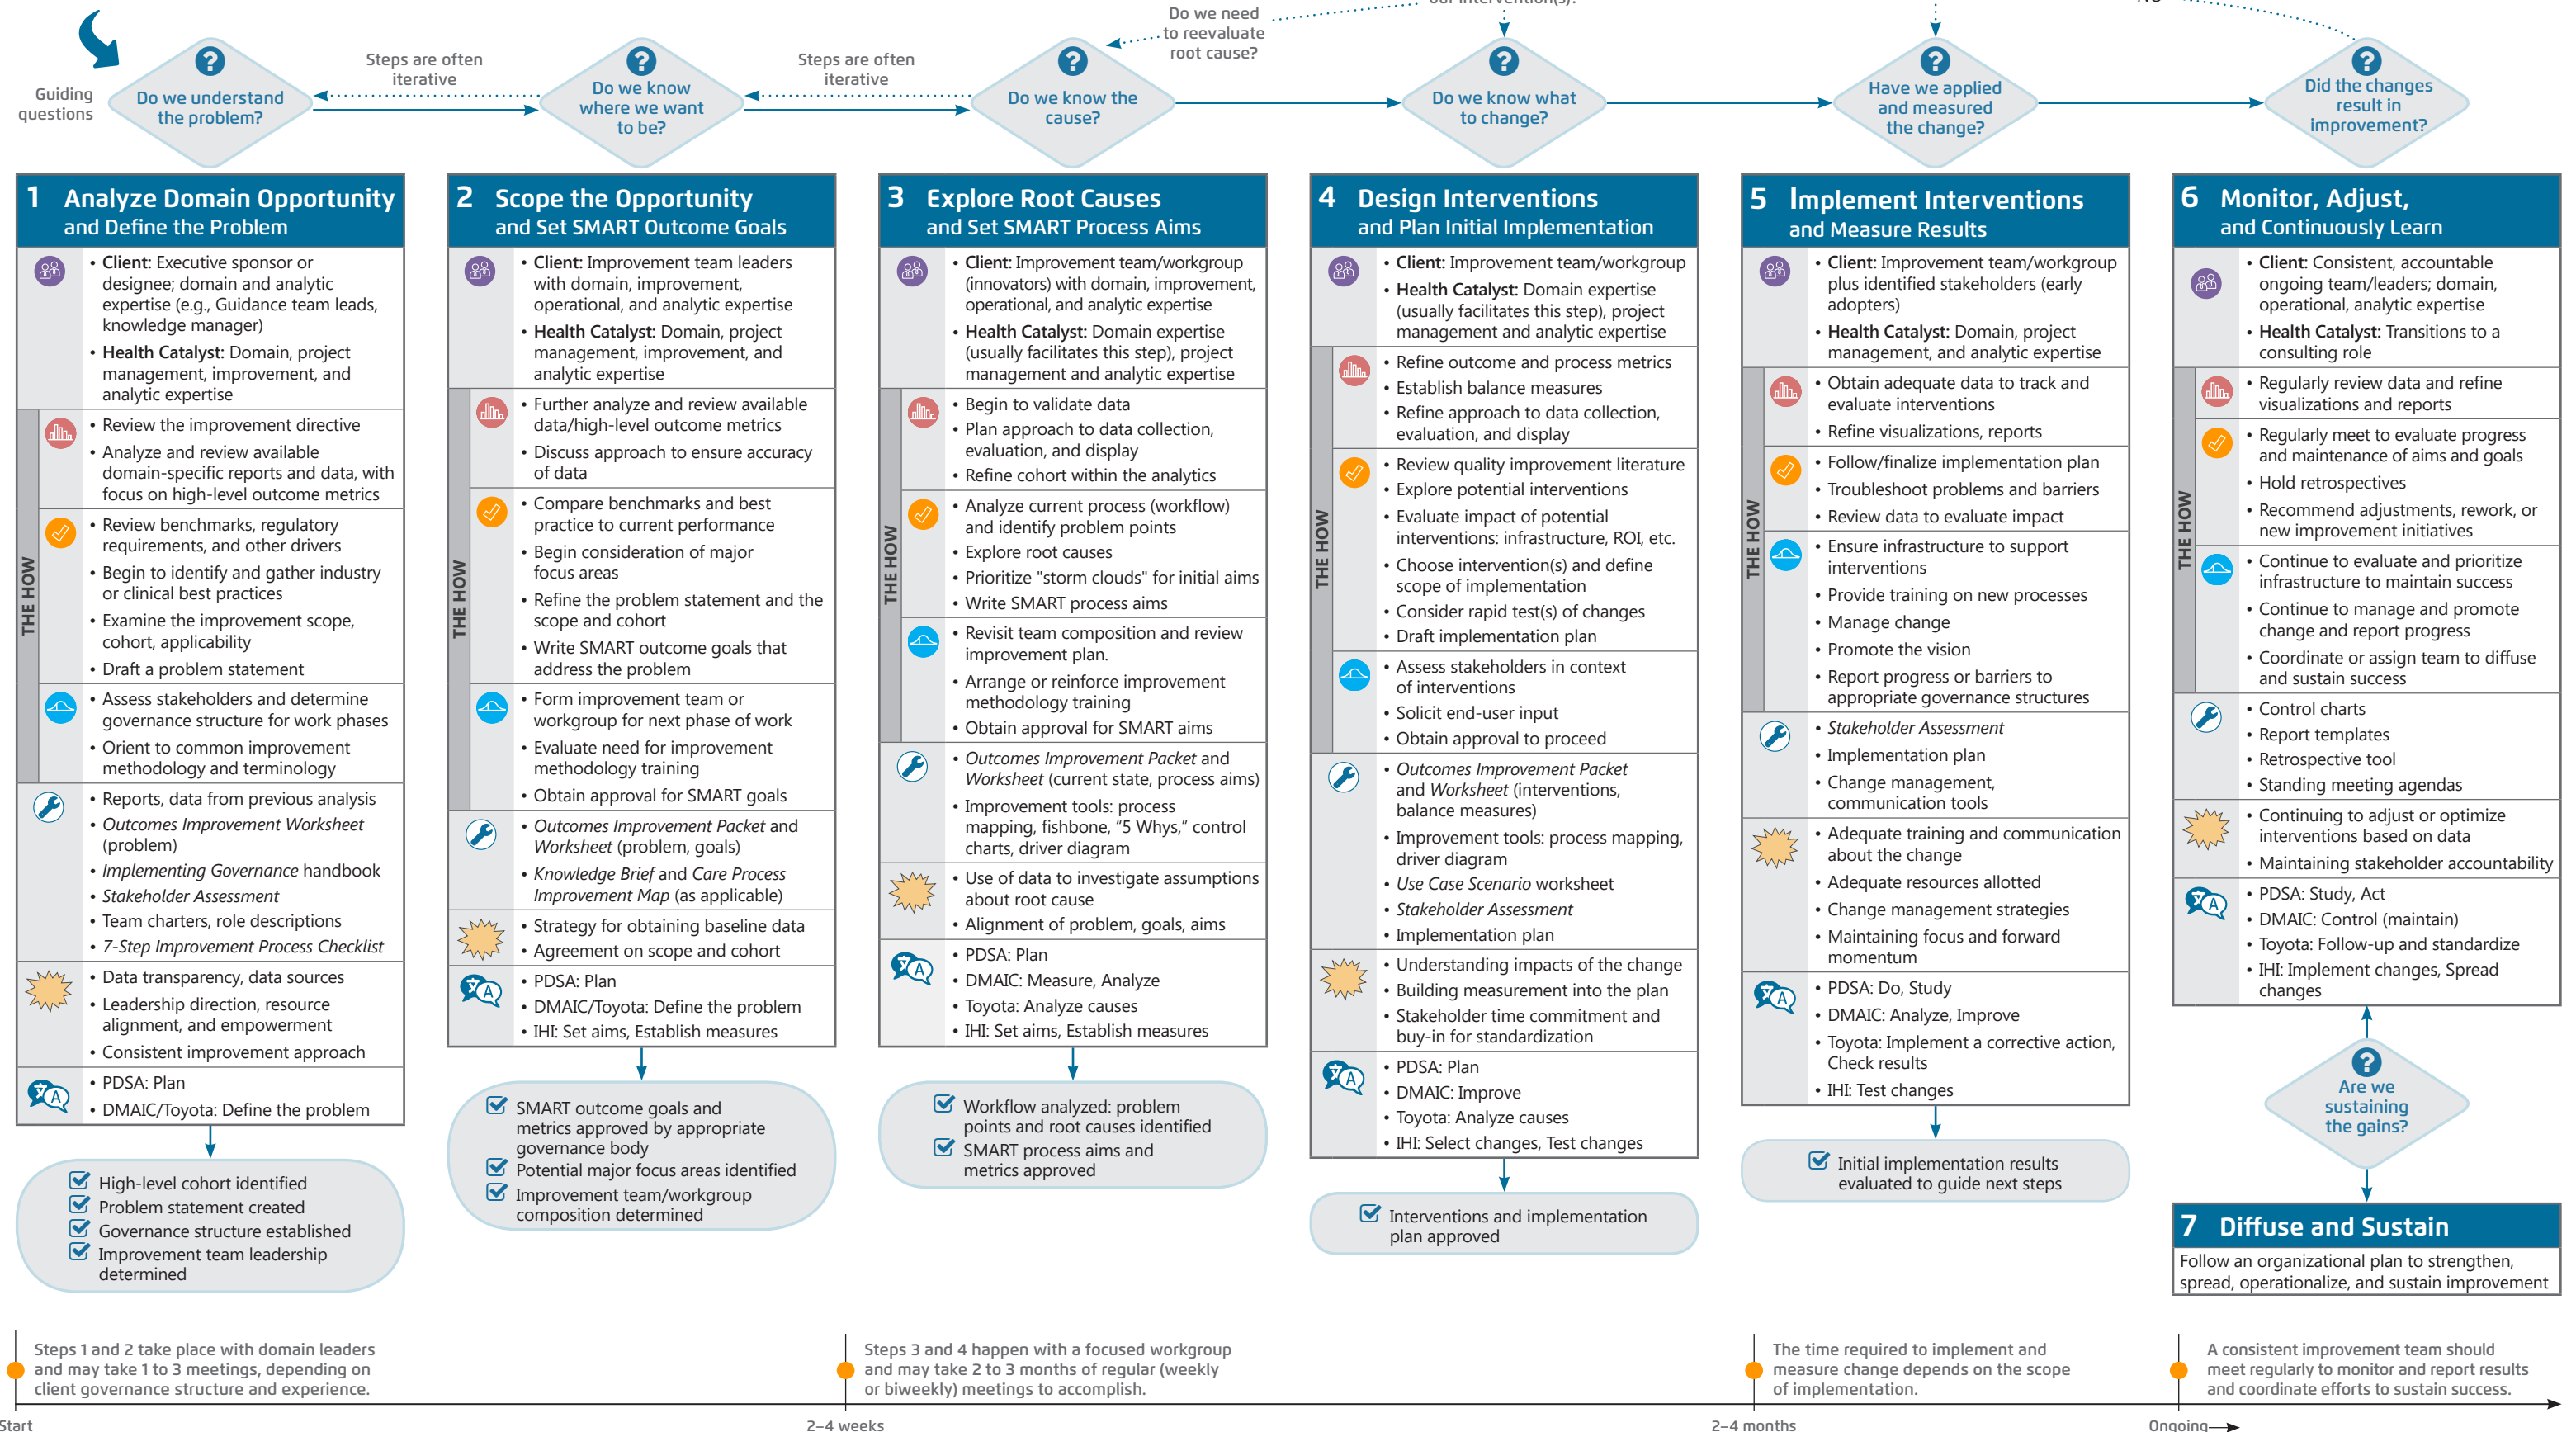 Do we need
to reevaluate
root cause?
Guiding
questions
Do we understand
the problem?
Steps are often
iterative
Do we know
where we want
to be?
Steps are often
iterative
Do we know the
cause?
Do we know what
to change?
Have we applied
and measured
the change?
Did the changes
result in
improvement?
1 Analyze Domain Opportunity
and Define the Problem
• Client: Executive sponsor or
designee; domain and analytic
expertise (e.g., Guidance team leads,
knowledge manager)
• Health Catalyst: Domain, project
management, improvement, and
analytic expertise
THE HOW
• Review the improvement directive
• Analyze and review available
domain-specific reports and data, with
focus on high-level outcome metrics
• Review benchmarks, regulatory
requirements, and other drivers
• Begin to identify and gather industry
or clinical best practices
• Examine the improvement scope,
cohort, applicability
• Draft a problem statement
• Assess stakeholders and determine
governance structure for work phases
• Orient to common improvement
methodology and terminology
• Reports, data from previous analysis
• Outcomes Improvement Worksheet
(problem)
• Implementing Governance handbook
• Stakeholder Assessment
• Team charters, role descriptions
• 7-Step Improvement Process Checklist
• Data transparency, data sources
• Leadership direction, resource
alignment, and empowerment
• Consistent improvement approach
• PDSA: Plan
• DMAIC/Toyota: Define the problem
High-level cohort identified
Problem statement created
Governance structure established
Improvement team leadership
determined
2 Scope the Opportunity
and Set SMART Outcome Goals
• Client: Improvement team leaders
with domain, improvement,
operational, and analytic expertise
• Health Catalyst: Domain, project
management, improvement, and
analytic expertise
THE HOW
• Further analyze and review available
data/high-level outcome metrics
• Discuss approach to ensure accuracy
of data
• Compare benchmarks and best
practice to current performance
• Begin consideration of major
focus areas
• Refine the problem statement and the
scope and cohort
• Write SMART outcome goals that
address the problem
• Form improvement team or
workgroup for next phase of work
• Evaluate need for improvement
methodology training
• Obtain approval for SMART goals
• Outcomes Improvement Packet and
Worksheet (problem, goals)
• Knowledge Brief and Care Process
Improvement Map (as applicable)
• Strategy for obtaining baseline data
• Agreement on scope and cohort
• PDSA: Plan
• DMAIC/Toyota: Define the problem
• IHI: Set aims, Establish measures
SMART outcome goals and
metrics approved by appropriate
governance body
Potential major focus areas identified
Improvement team/workgroup
composition determined
3 Explore Root Causes
and Set SMART Process Aims
• Client: Improvement team/workgroup
(innovators) with domain, improvement,
operational, and analytic expertise
• Health Catalyst: Domain expertise
(usually facilitates this step), project
management and analytic expertise
THE HOW
• Begin to validate data
• Plan approach to data collection,
evaluation, and display
• Refine cohort within the analytics
• Analyze current process (workflow)
and identify problem points
• Explore root causes
• Prioritize "storm clouds" for initial aims
• Write SMART process aims
• Revisit team composition and review
improvement plan.
• Arrange or reinforce improvement
methodology training
• Obtain approval for SMART aims
• Outcomes Improvement Packet and
Worksheet (current state, process aims)
• Improvement tools: process
mapping, fishbone, "5 Whys," control
charts, driver diagram
• Use of data to investigate assumptions
about root cause
• Alignment of problem, goals, aims
• PDSA: Plan
• DMAIC: Measure, Analyze
• Toyota: Analyze causes
• IHI: Set aims, Establish measures
Workflow analyzed: problem
points and root causes identified
SMART process aims and
metrics approved
4 Design Interventions
and Plan Initial Implementation
• Client: Improvement team/workgroup
• Health Catalyst: Domain expertise
(usually facilitates this step), project
management and analytic expertise
THE HOW
• Refine outcome and process metrics
• Establish balance measures
• Refine approach to data collection,
evaluation, and display
• Review quality improvement literature
• Explore potential interventions
• Evaluate impact of potential
interventions: infrastructure, ROI, etc.
• Choose intervention(s) and define
scope of implementation
• Consider rapid test(s) of changes
• Draft implementation plan
• Assess stakeholders in context
of interventions
• Solicit end-user input
• Obtain approval to proceed
• Outcomes Improvement Packet
and Worksheet (interventions,
balance measures)
• Improvement tools: process mapping,
driver diagram
• Use Case Scenario worksheet
• Stakeholder Assessment
• Implementation plan
• Understanding impacts of the change
• Building measurement into the plan
• Stakeholder time commitment and
buy-in for standardization
• PDSA: Plan
• DMAIC: Improve
• Toyota: Analyze causes
• IHI: Select changes, Test changes
Interventions and implementation
plan approved
5 Implement Interventions
and Measure Results
• Client: Improvement team/workgroup
plus identified stakeholders (early
adopters)
• Health Catalyst: Domain, project
management, and analytic expertise
THE HOW
• Obtain adequate data to track and
evaluate interventions
• Refine visualizations, reports
• Follow/finalize implementation plan
• Troubleshoot problems and barriers
• Review data to evaluate impact
• Ensure infrastructure to support
interventions
• Provide training on new processes
• Manage change
• Promote the vision
• Report progress or barriers to
appropriate governance structures
• Stakeholder Assessment
• Implementation plan
• Change management,
communication tools
• Adequate training and communication
about the change
• Adequate resources allotted
• Change management strategies
• Maintaining focus and forward
momentum
• PDSA: Do, Study
• DMAIC: Analyze, Improve
• Toyota: Implement a corrective action,
Check results
• IHI: Test changes
Initial implementation results
evaluated to guide next steps
6 Monitor, Adjust,
and Continuously Learn
• Client: Consistent, accountable
ongoing team/leaders; domain,
operational, analytic expertise
• Health Catalyst: Transitions to a
consulting role
THE HOW
• Regularly review data and refine
visualizations and reports
• Regularly meet to evaluate progress
and maintenance of aims and goals
• Hold retrospectives
• Recommend adjustments, rework, or
new improvement initiatives
• Continue to evaluate and prioritize
infrastructure to maintain success
• Continue to manage and promote
change and report progress
• Coordinate or assign team to diffuse
and sustain success
• Control charts
• Report templates
• Retrospective tool
• Standing meeting agendas
• Continuing to adjust or optimize
interventions based on data
• Maintaining stakeholder accountability
• PDSA: Study, Act
• DMAIC: Control (maintain)
• Toyota: Follow-up and standardize
• IHI: Implement changes, Spread
changes
Are we
sustaining
the gains?
7 Diffuse and Sustain
Follow an organizational plan to strengthen,
spread, operationalize, and sustain improvement
Steps 1 and 2 take place with domain leaders
and may take 1 to 3 meetings, depending on
client governance structure and experience.
Steps 3 and 4 happen with a focused workgroup
and may take 2 to 3 months of regular (weekly
or biweekly) meetings to accomplish.
The time required to implement and
measure change depends on the scope
of implementation.
A consistent improvement team should
meet regularly to monitor and report results
and coordinate efforts to sustain success.
Start
2–4 weeks
2–4 months
Ongoing